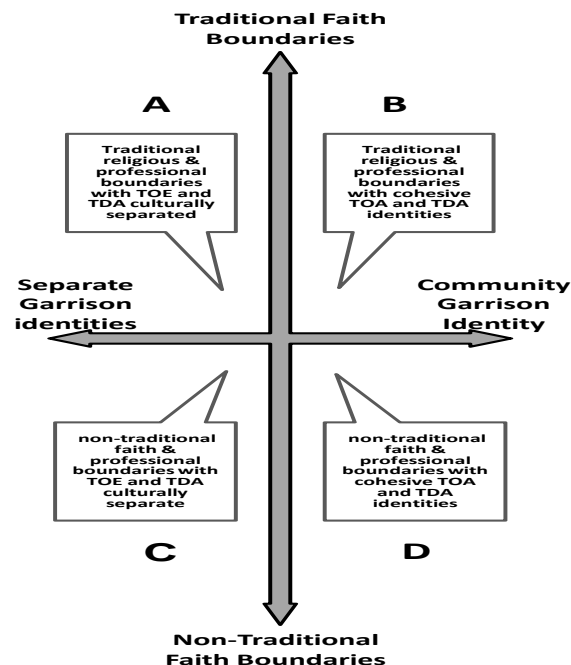 Traditional Faith
Boundaries
A
B
Traditional
religious &
professional
boundaries
with TOE and
TDA culturally
separated
Traditional
religious &
professional
boundaries
with cohesive
TOA and TDA
identities
Separate
Garrison
identities
Community
Garrison
Identity
non-traditional
faith &
professional
boundaries with
TOE and TDA
culturally
separate
non-traditional
faith &
professional
boundaries with
cohesive TOA
and TDA
identities
C
D
Non-Traditional
Faith Boundaries